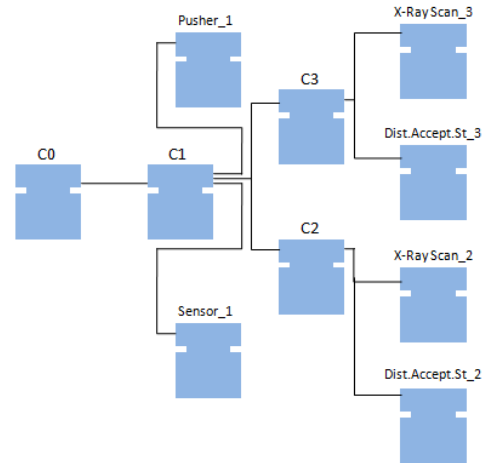 X-Ray Scan_3
Pusher_1
C3
Dist.Accept.St_3
C0
C1
C2
X-Ray Scan_2
Sensor_1
Dist.Accept.St_2